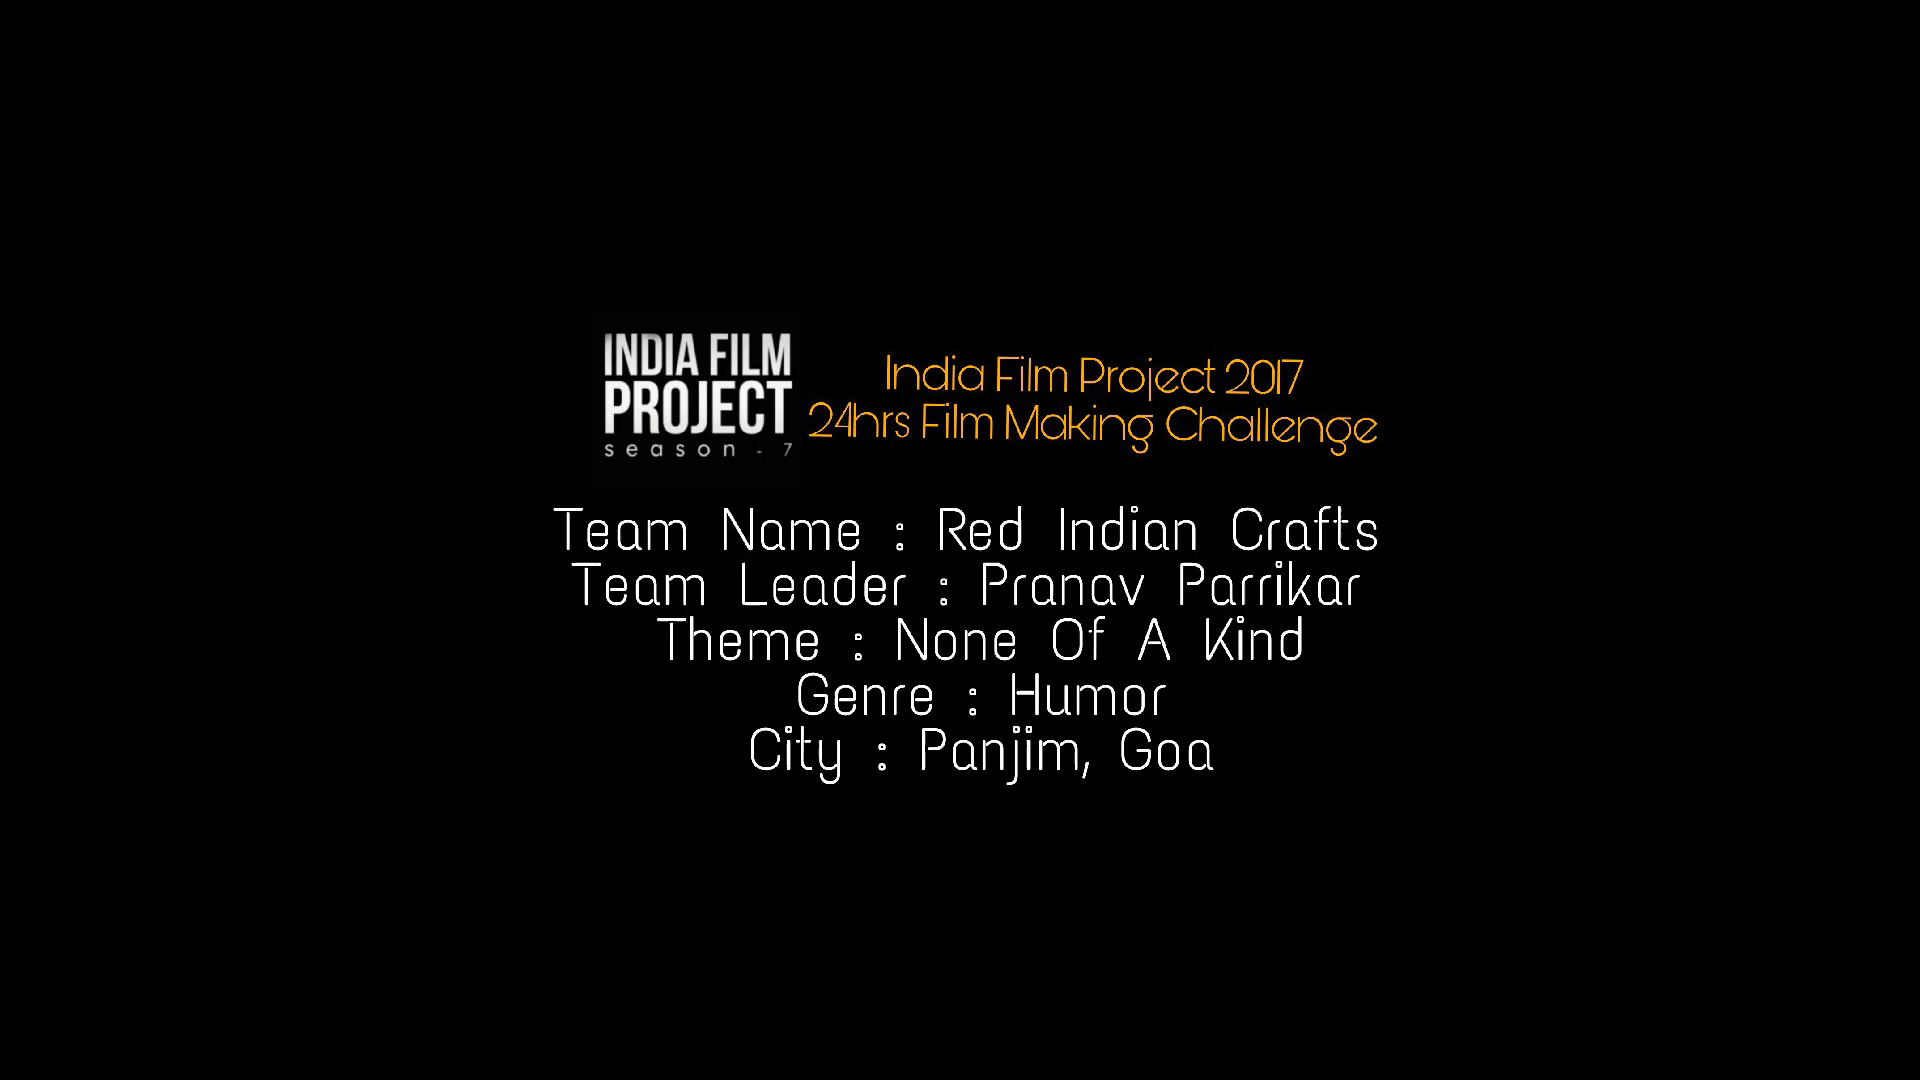 INDIA FILM
PROJECT
season - 7
India Film Project 2017
24hrs Film Making Challenge
Team Name : Red Indian Crafts
Team Leader : Pranav Parrikar
Theme : None Of A Kind
Genre : Humor
City : Panjim, Goa